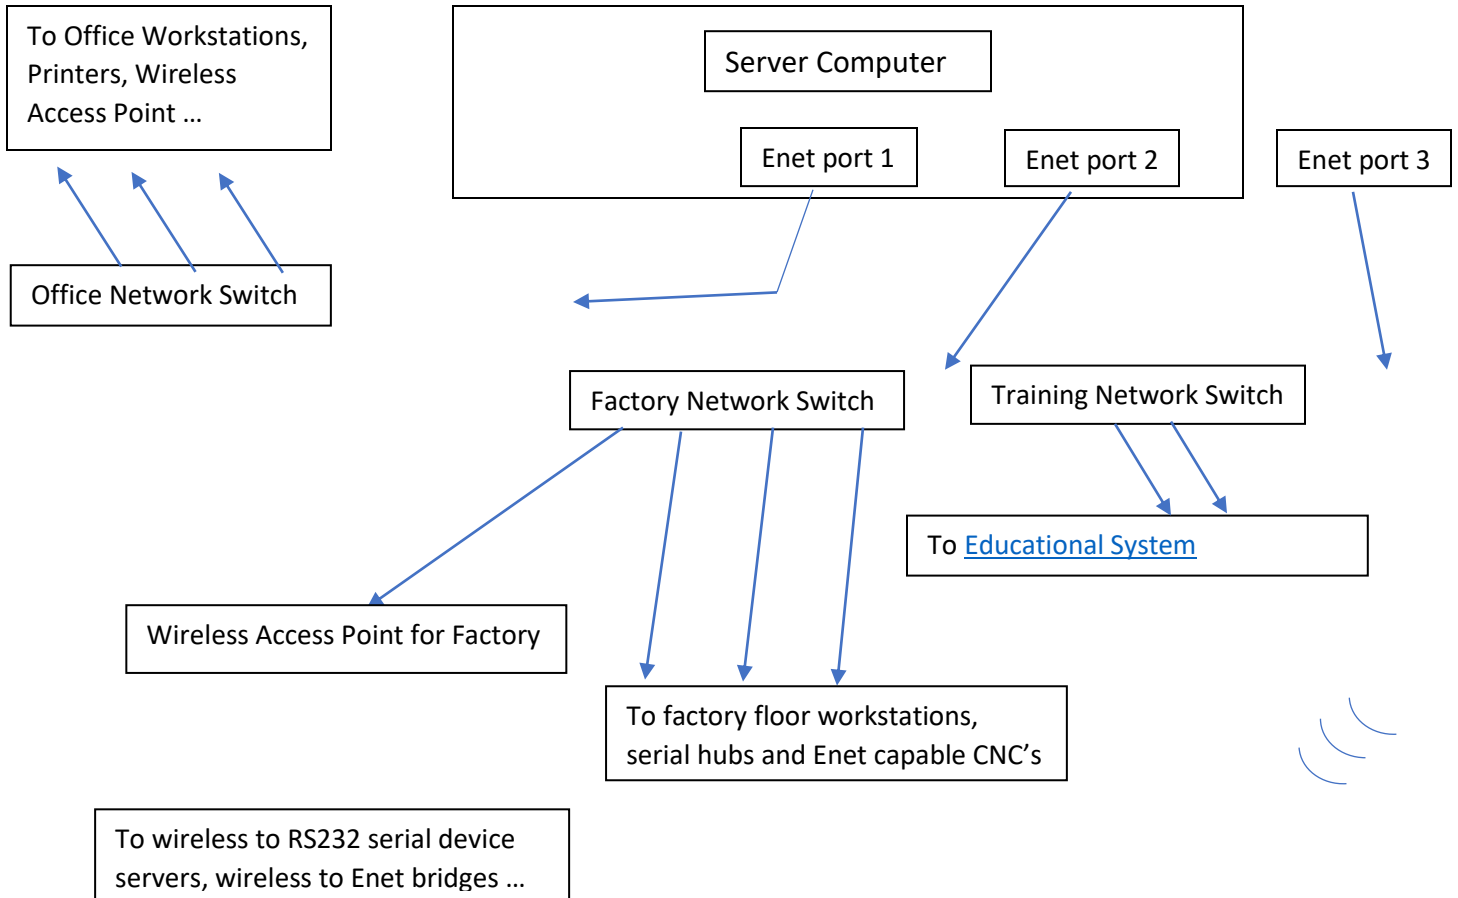 To Office Workstations,
Printers, Wireless
Access Point …
Server Computer
Enet port 1
Enet port 2
Enet port 3
Office Network Switch
Factory Network Switch
Training Network Switch
To Educational System
Wireless Access Point for Factory
To factory floor workstations,
serial hubs and Enet capable CNC’s
To wireless to RS232 serial device
servers, wireless to Enet bridges …